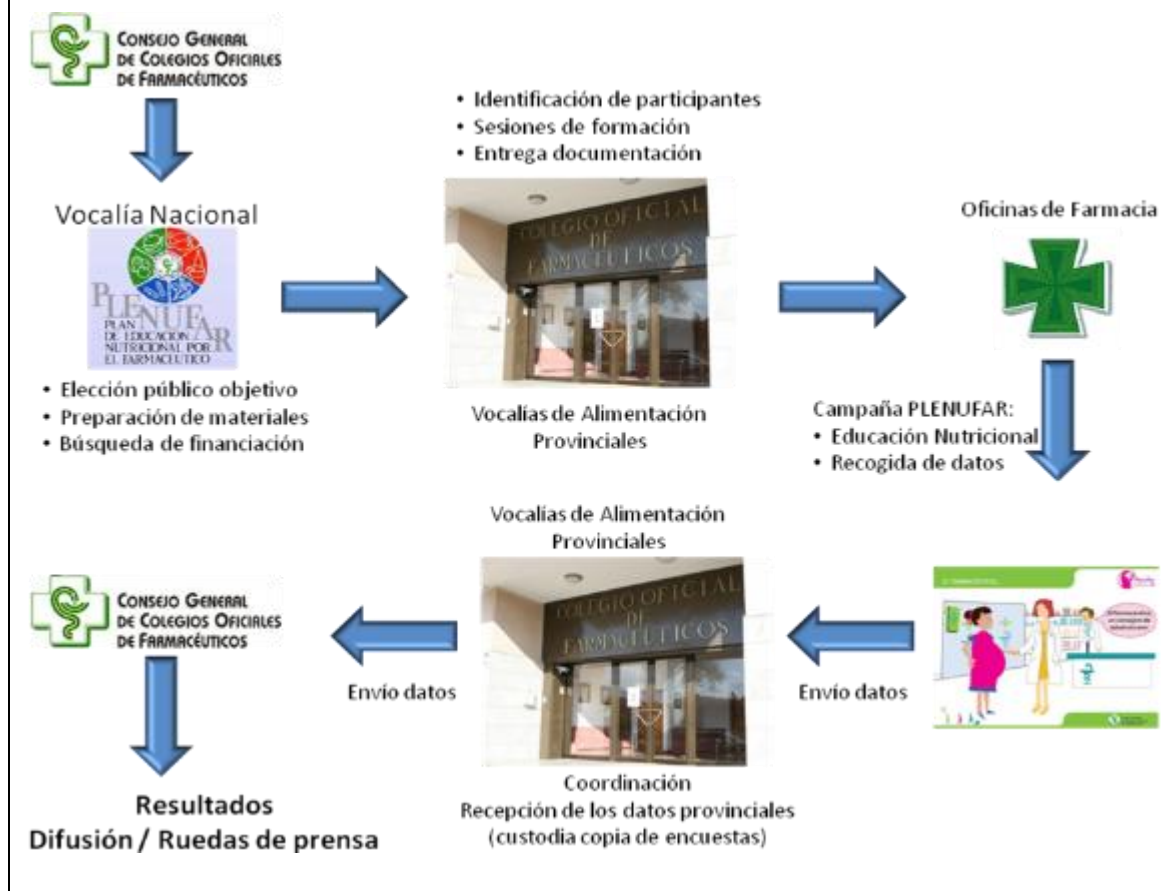 CONSEJO GENERAL
DE COLEGIOS OFICIALES
DE FARMACÉUTICOS
• Identificación de participantes
• Sesiones de formación
• Entrega documentación
Vocalía Nacional
PLENUFAR
PLAN
DE EDUCACION
NUTRICIONAL POR
EL FARMACEUTICO
• Elección público objetivo
• Preparación de materiales
• Búsqueda de financiación
COLEGIO OFICIAL
DE
FARMACEUTICOS
Vocalías de Alimentación
Provinciales
Oficinas de Farmacia
Campaña PLENUFAR:
• Educación Nutricional
• Recogida de datos
Vocalías de Alimentación
Provinciales
COLEGIO OFICIAL
DE
FARMACEUTICOS
CONSEJO GENERAL
DE COLEGIOS OFICIALES
DE FARMACÉUTICOS
Envío datos
Envío datos
Coordinación
Recepción de los datos provinciales
(custodia copia de encuestas)
Resultados
Difusión / Ruedas de prensa